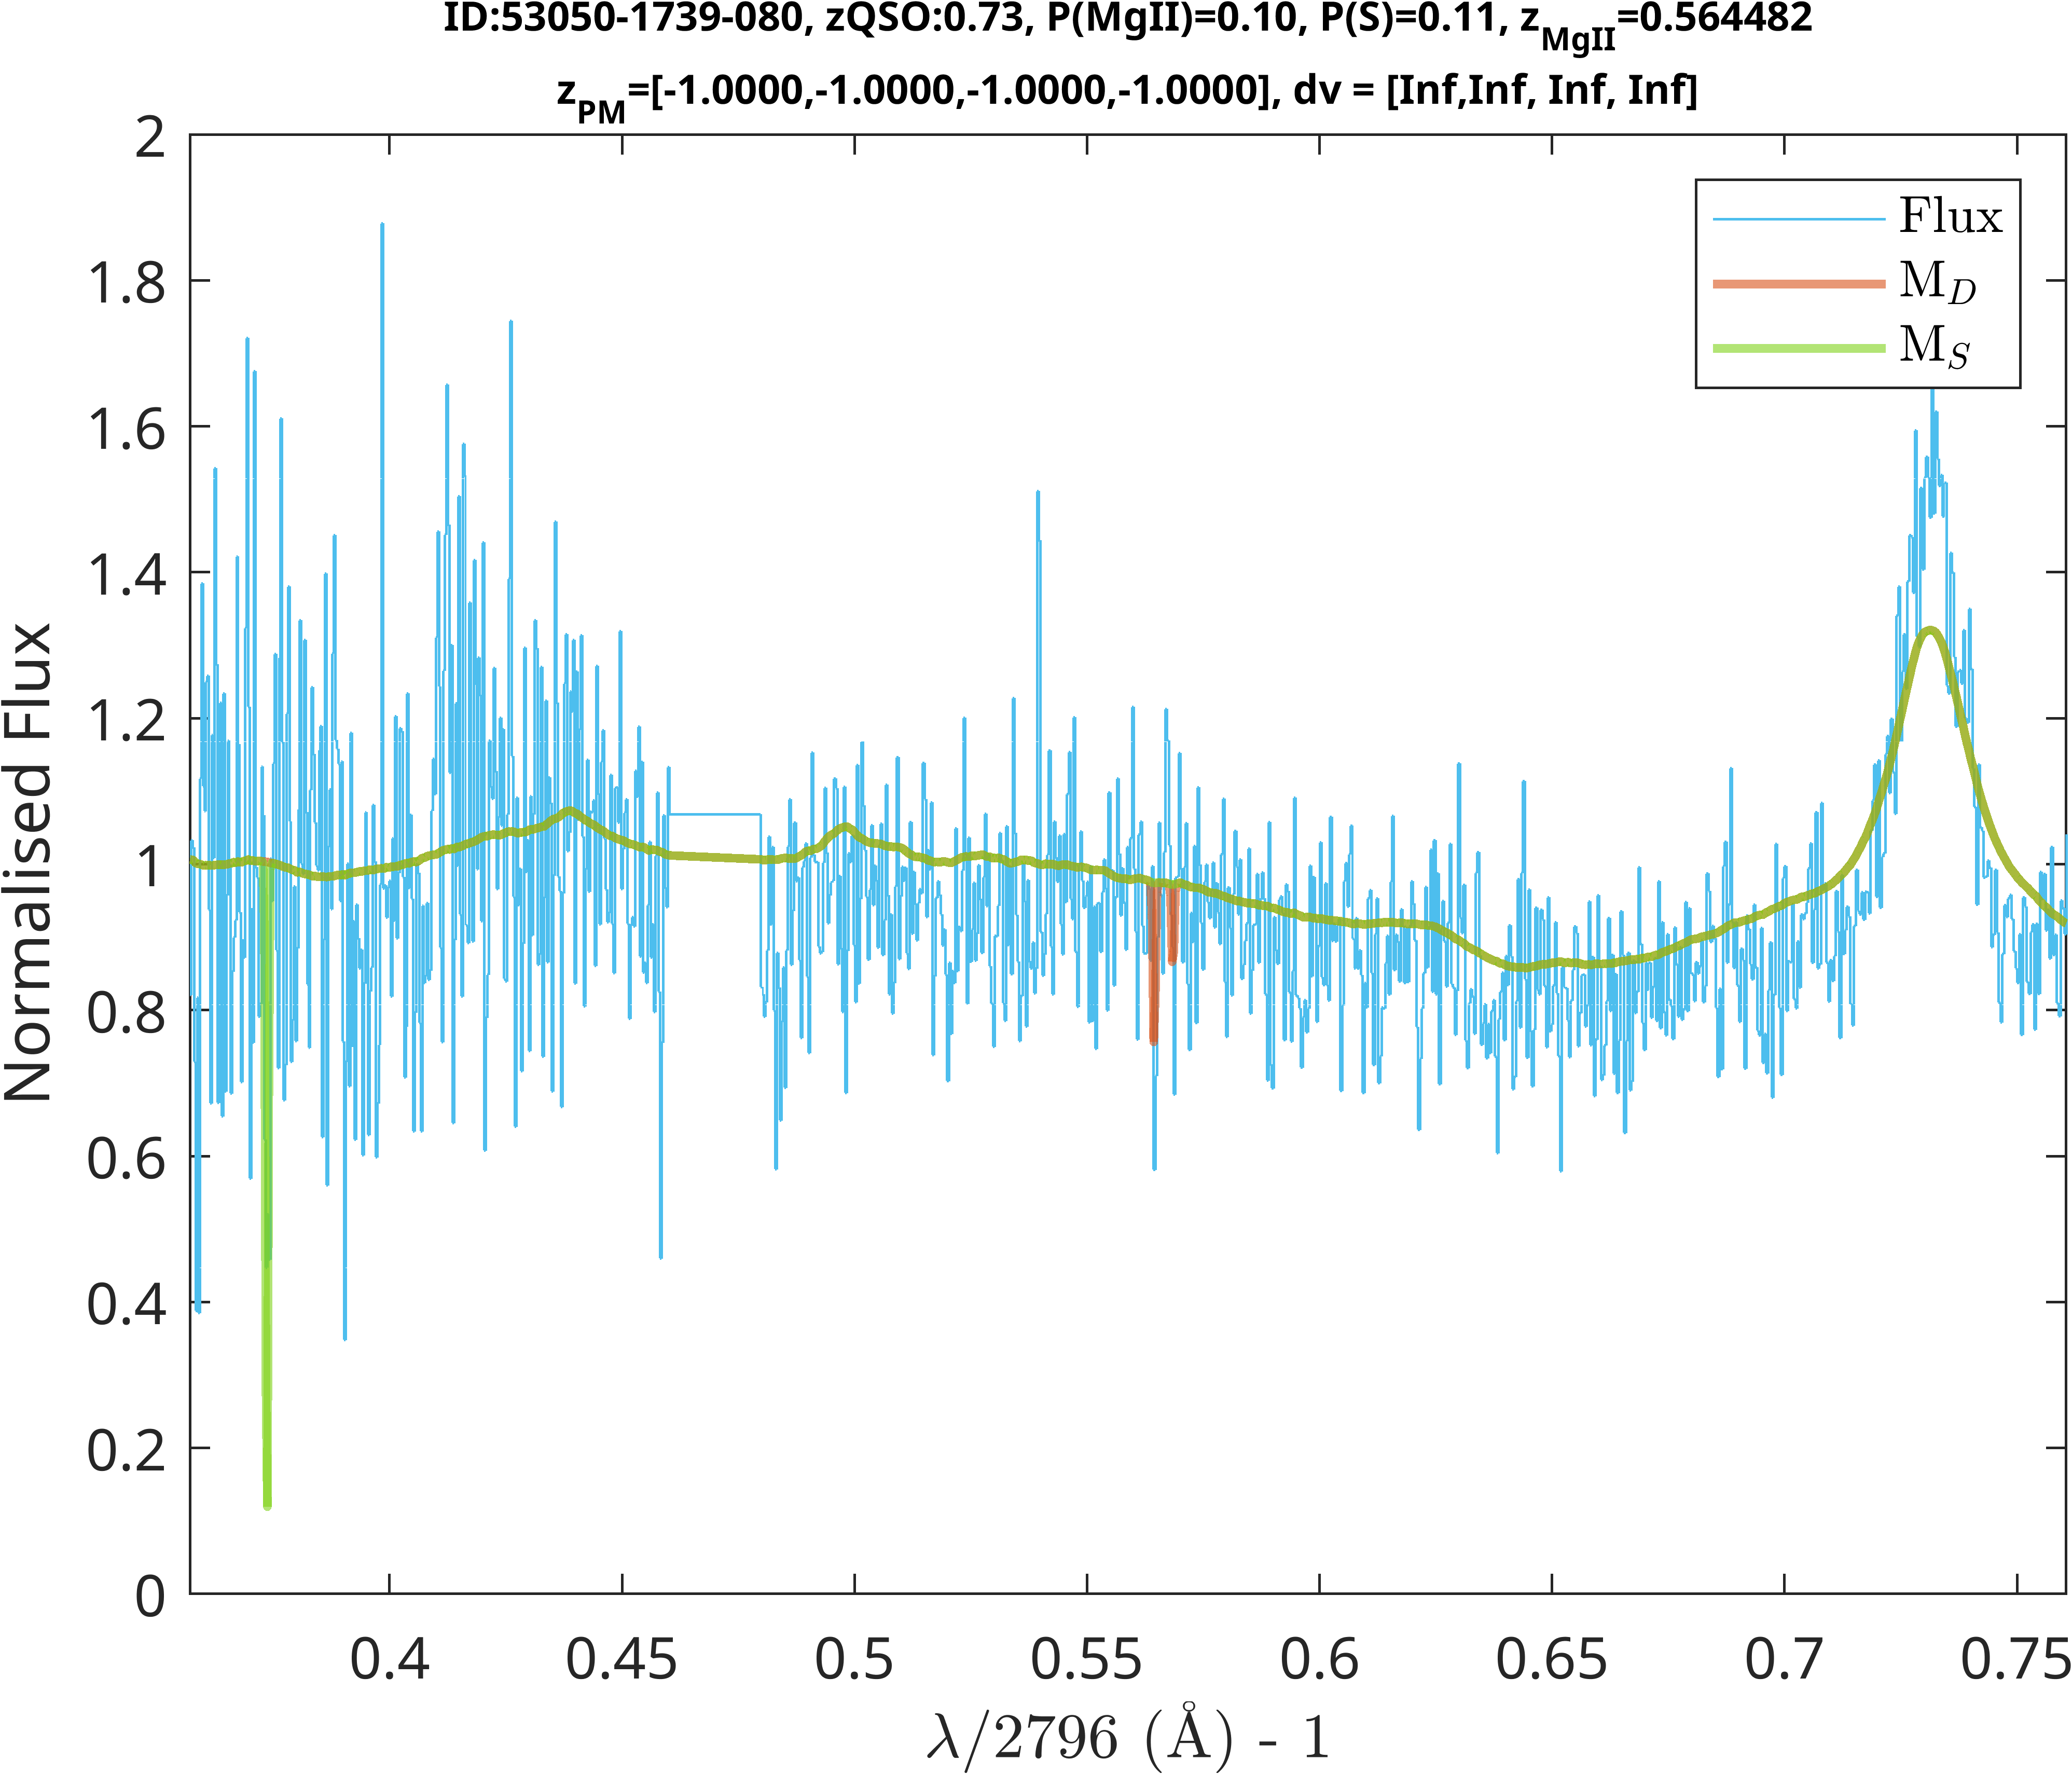 ID:53050-1739-080, zQSO:0.73, P(MgII)=0.10, P(S)=0.11, zMgII=0.564482
zPM=[-1.0000,-1.0000,-1.0000,-1.0000], dv = [Inf,Inf, Inf, Inf]
2
1.8
1.6
1.4
1.2
1
0.8
0.6
0.4
0.2
0
Normalised Flux
Flux
MD
MS
0.4 0.45 0.5 0.55 0.6 0.65 0.7 0.75
λ/2796 (Å) - 1